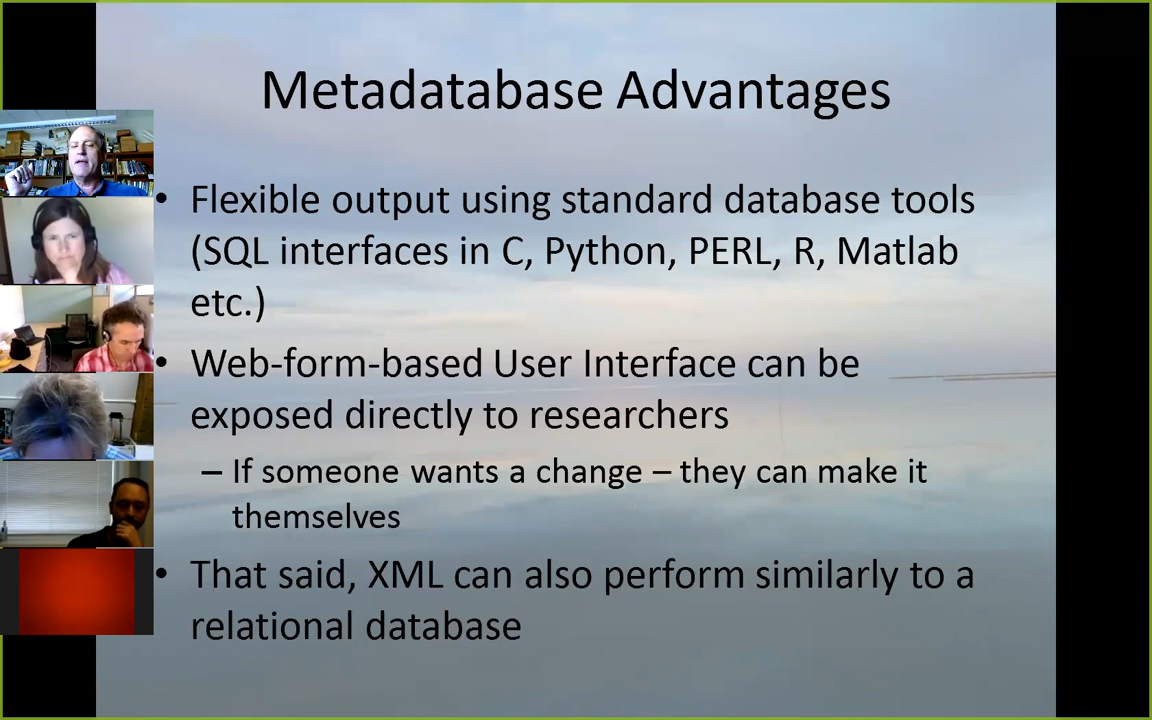 Metadatabase Advantages
• Flexible output using standard database tools
(SQL interfaces in C, Python, PERL, R, Matlab
etc.)
• Web-form-based User Interface can be
exposed directly to researchers
– If someone wants a change – they can make it
themselves
• That said, XML can also perform similarly to a
relational database